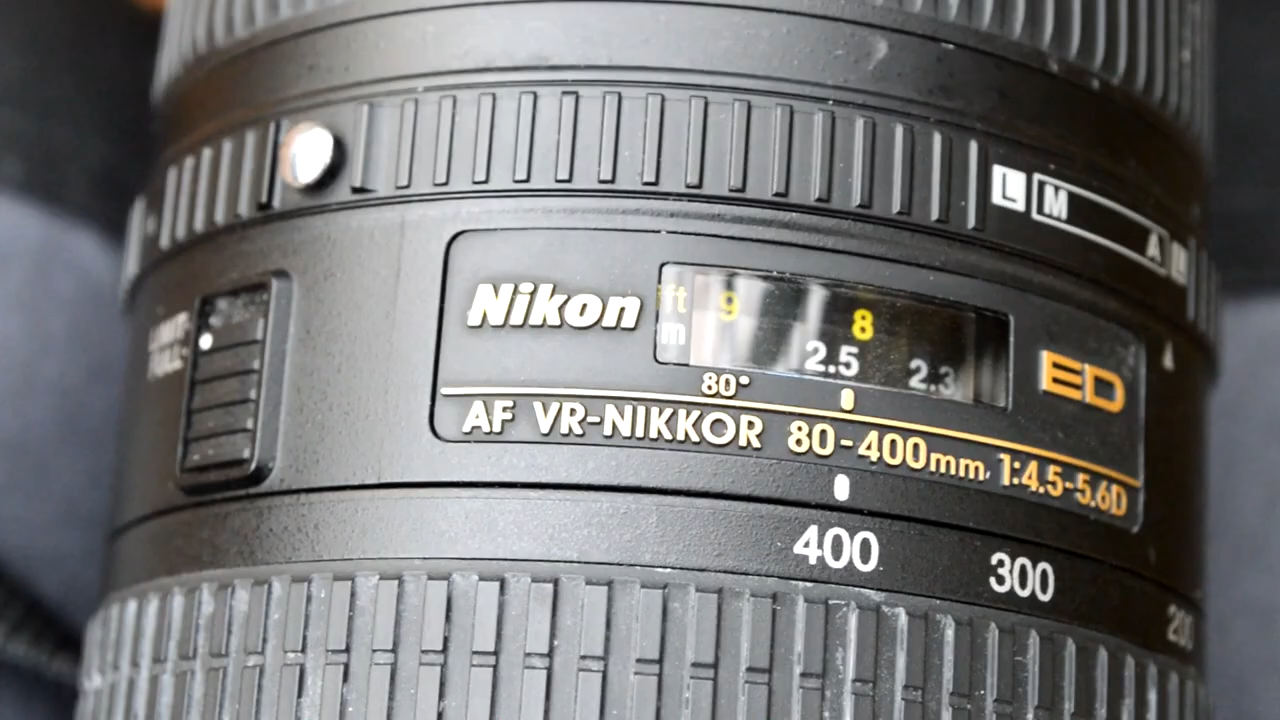 L M A L
Nikon
ft 9 8
m 2.5 2.3
ED
80°
AF VR-NIKKOR 80-400mm 1:4.5-5.6D
400 300 200